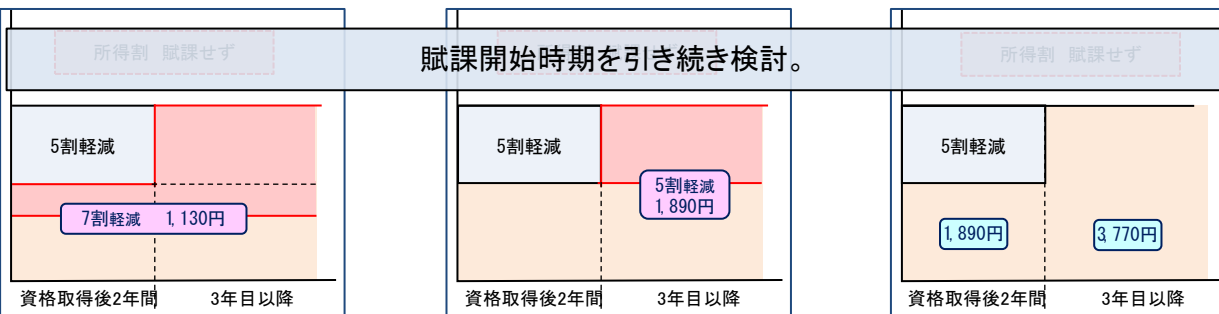 所得割 賦課せず
所得割 賦課せず
賦課開始時期を引き続き検討。
5割軽減
7割軽減 1,130円
資格取得後2年間 3年目以降
5割軽減
5割軽減
1,890円
資格取得後2年間 3年目以降
5割軽減
1,890円
3,770円
資格取得後2年間 3年目以降